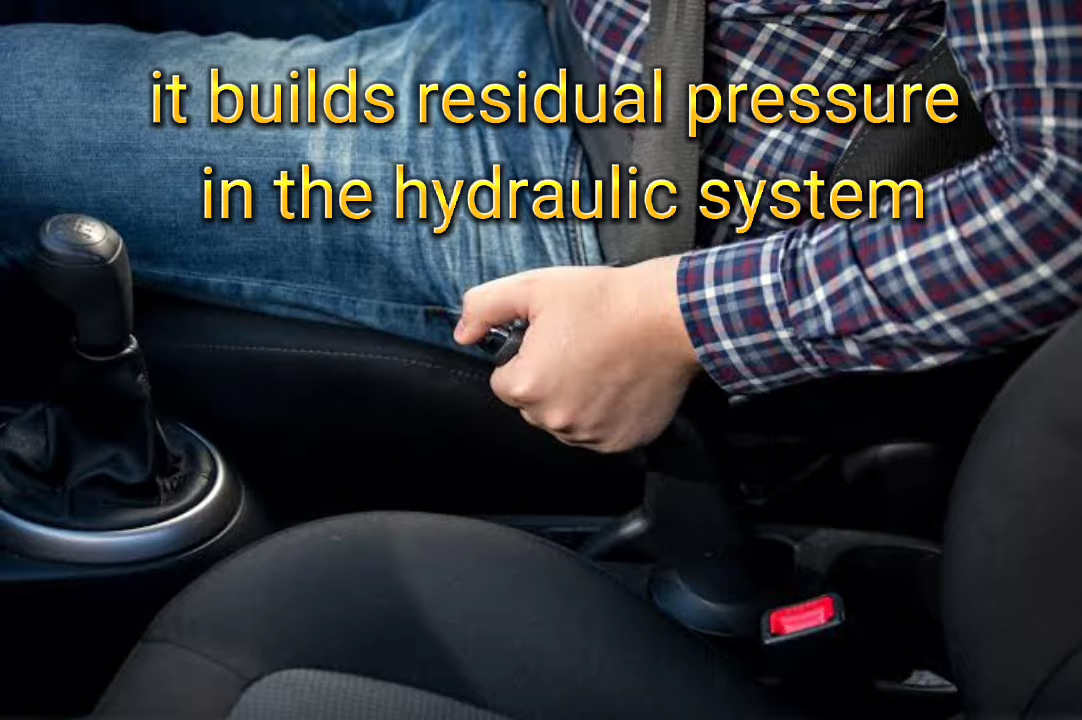 it builds residual pressure
in the hydraulic system